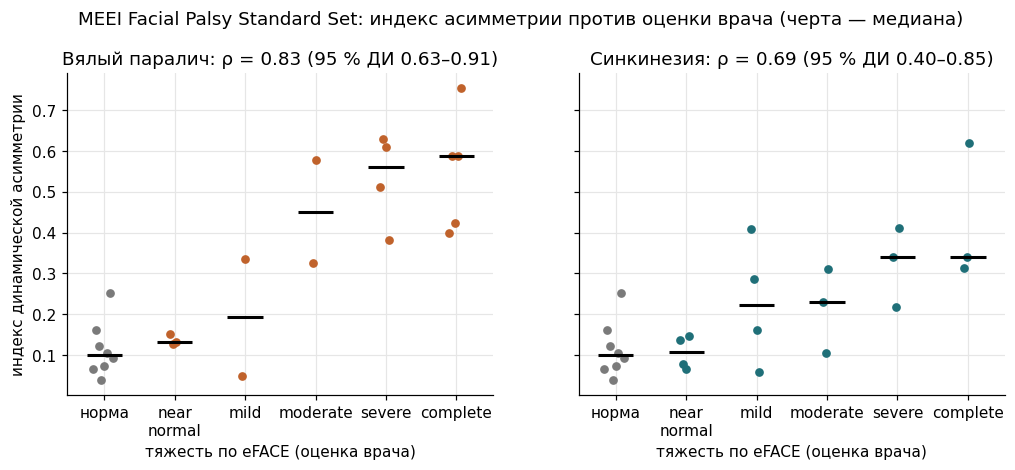 MEEI Facial Palsy Standard Set: индекс асимметрии против оценки врача (черта — медиана)
Вялый паралич: ρ = 0.83 (95 % ДИ 0.63–0.91)
индекс динамической асимметрии
0.7
0.6
0.5
0.4
0.3
0.2
0.1
норма
near
normal
mild
moderate
severe
complete
тяжесть по eFACE (оценка врача)
Синкинезия: ρ = 0.69 (95 % ДИ 0.40–0.85)
норма
near
normal
mild
moderate
severe
complete
тяжесть по eFACE (оценка врача)